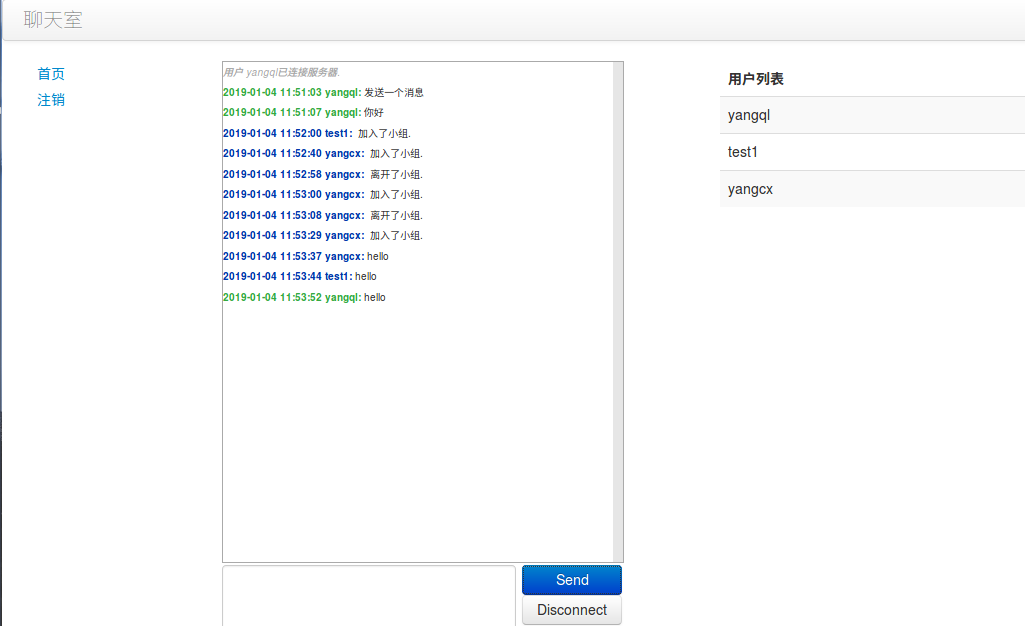 聊天室
首页
注销
用户 yangql已连接服务器.
2019-01-04 11:51:03 yangql: 发送一个消息
2019-01-04 11:51:07 yangql: 你好
2019-01-04 11:52:00 test1: 加入了小组.
2019-01-04 11:52:40 yangcx: 加入了小组.
2019-01-04 11:52:58 yangcx: 离开了小组.
2019-01-04 11:53:00 yangcx: 加入了小组.
2019-01-04 11:53:08 yangcx: 离开了小组.
2019-01-04 11:53:29 yangcx: 加入了小组.
2019-01-04 11:53:37 yangcx: hello
2019-01-04 11:53:44 test1: hello
2019-01-04 11:53:52 yangql: hello
Send
Disconnect
用户列表
yangql
test1
yangcx